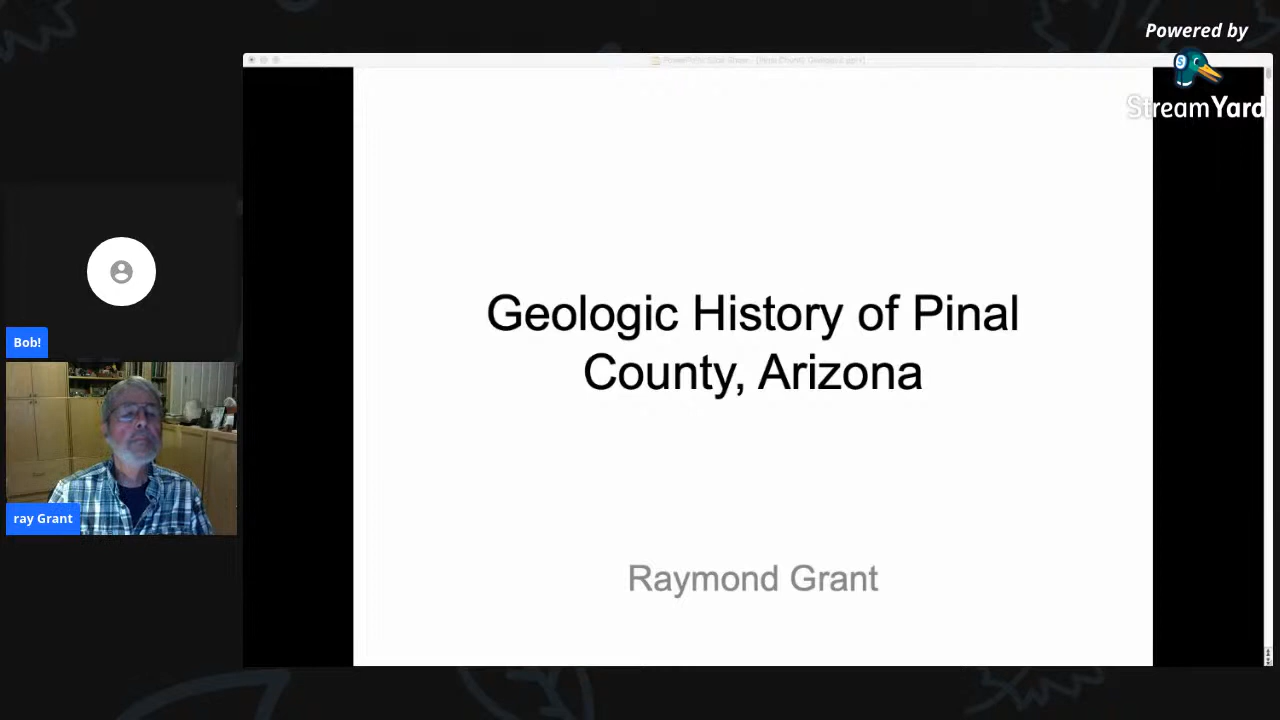 Powered by
StreamYard
Geologic History of Pinal
County, Arizona
Raymond Grant
Bob!
ray Grant